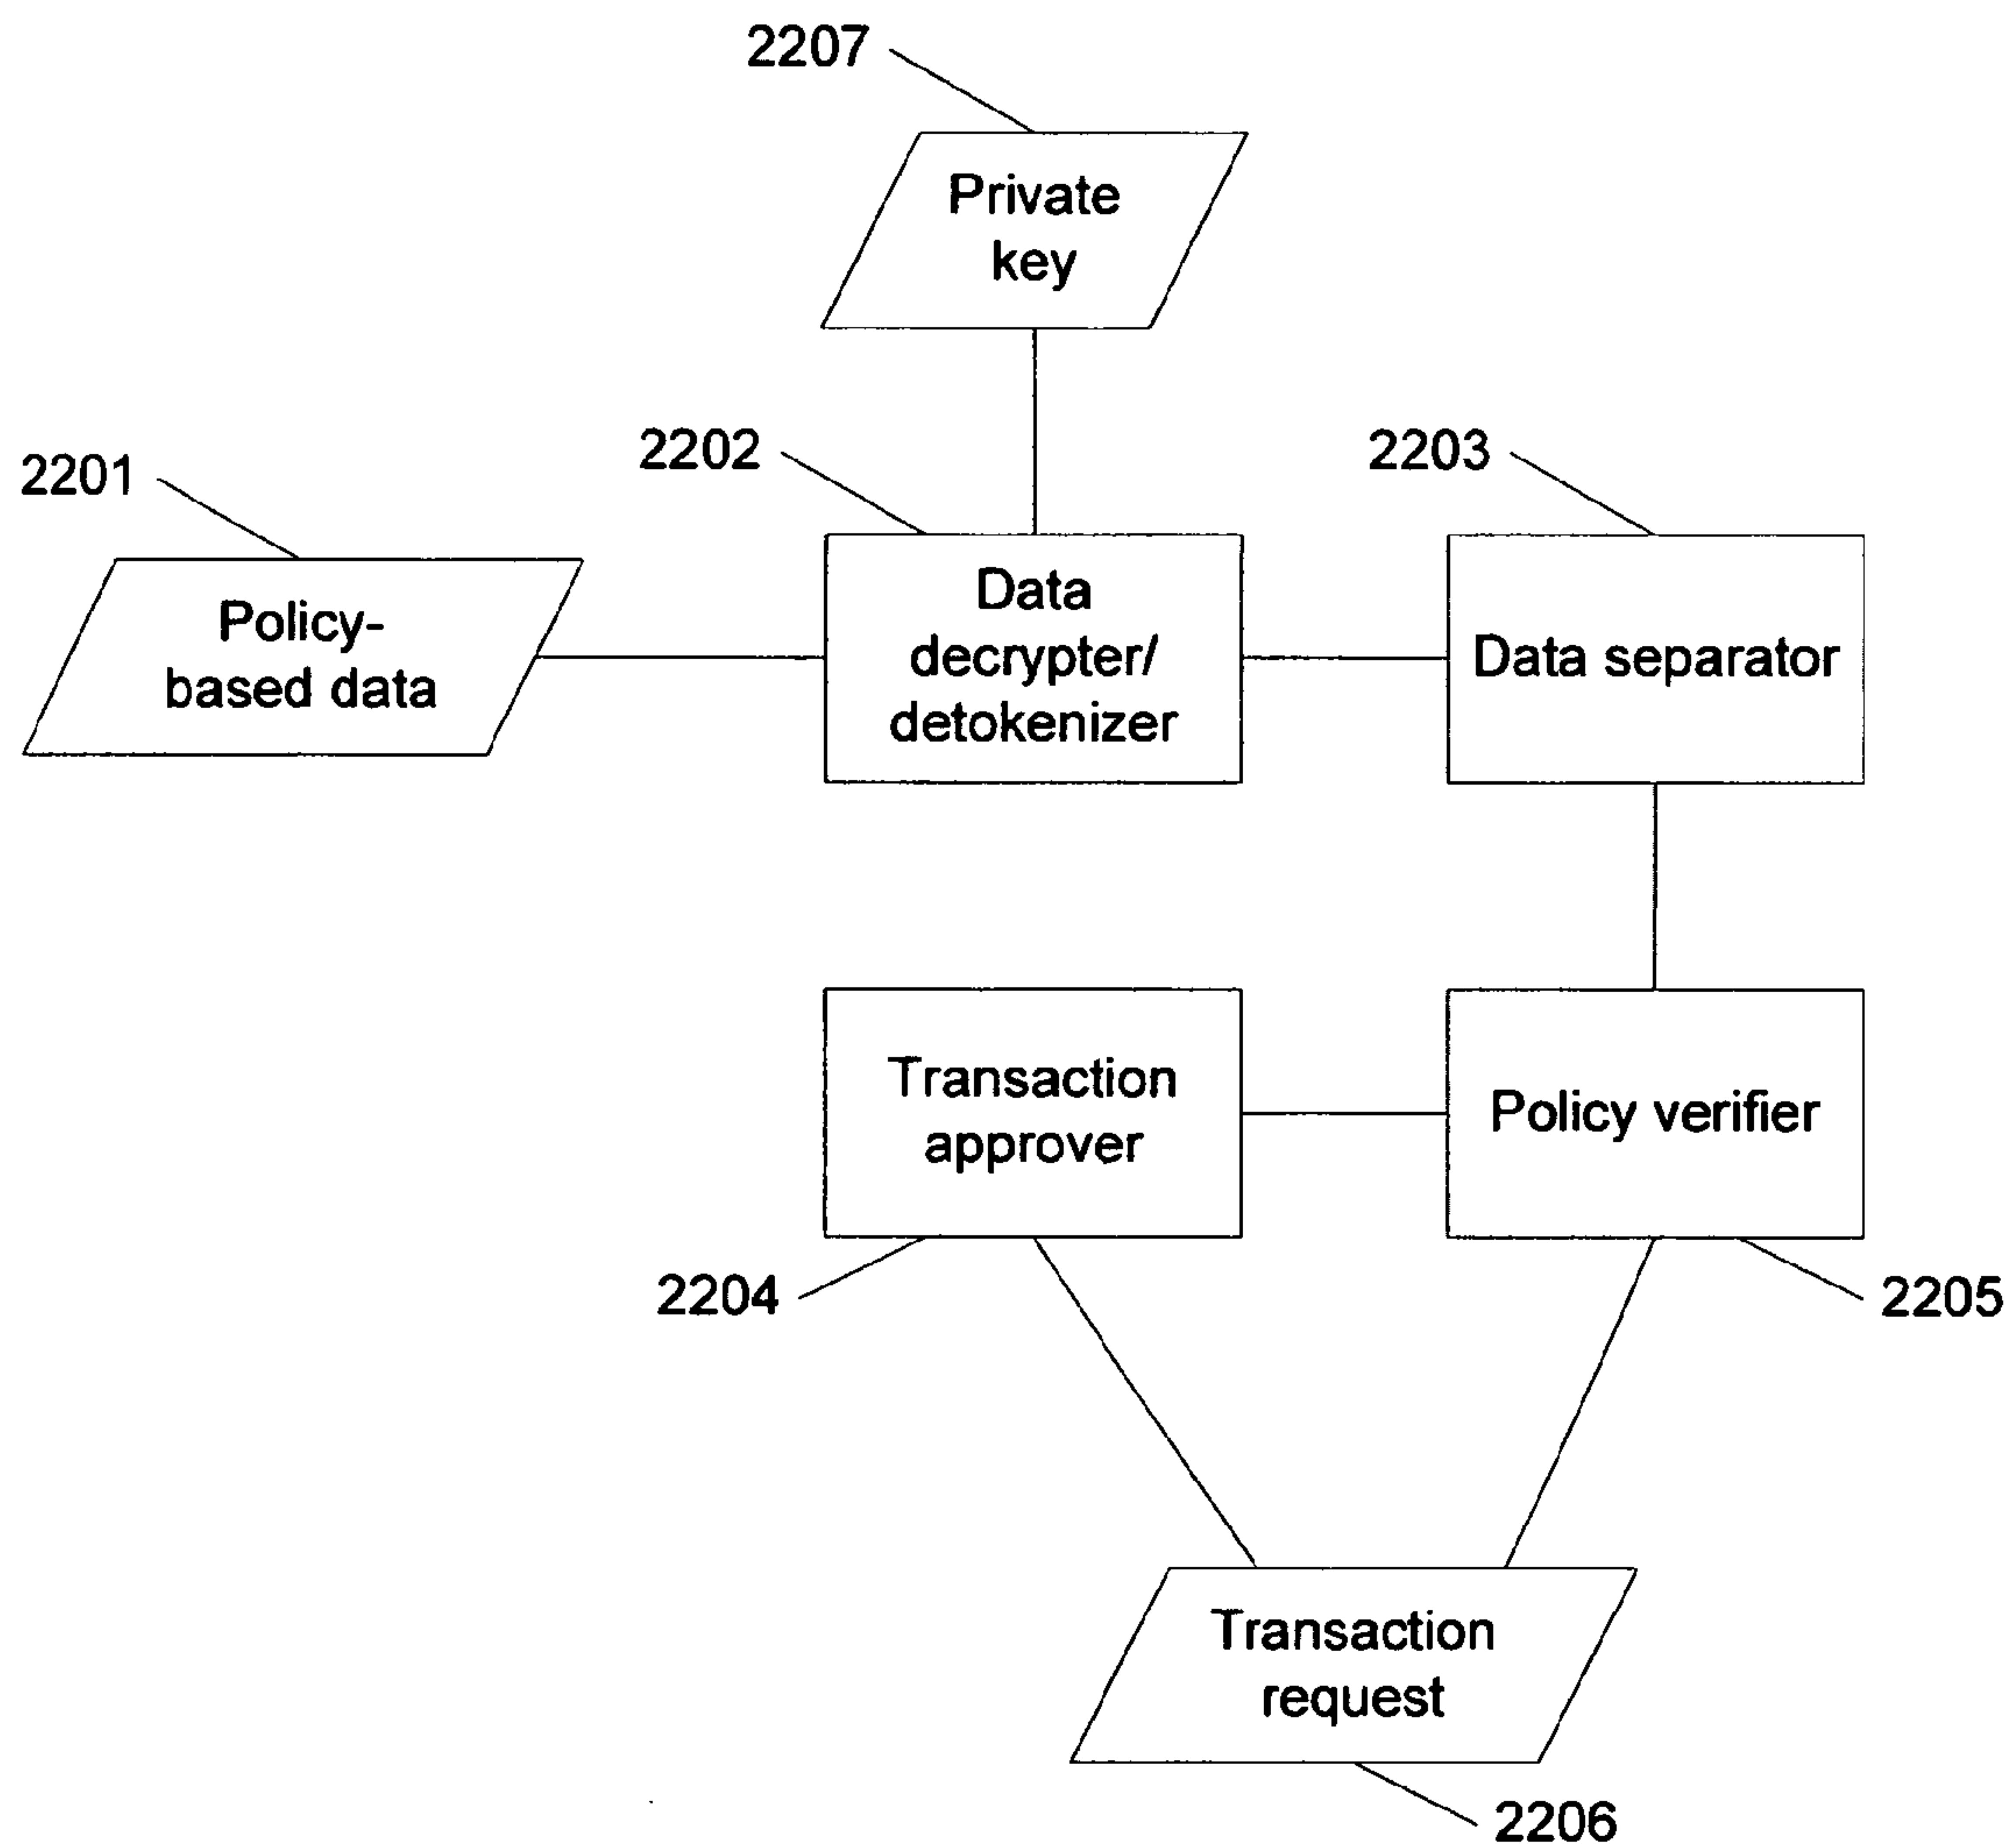 2207
Private
key
2202
2203
2201
Data
decrypter/
detokenizer
Policy-
based data
Data separator
Transaction
approver
Policy verifier
2204
2205
Transaction
request
2206